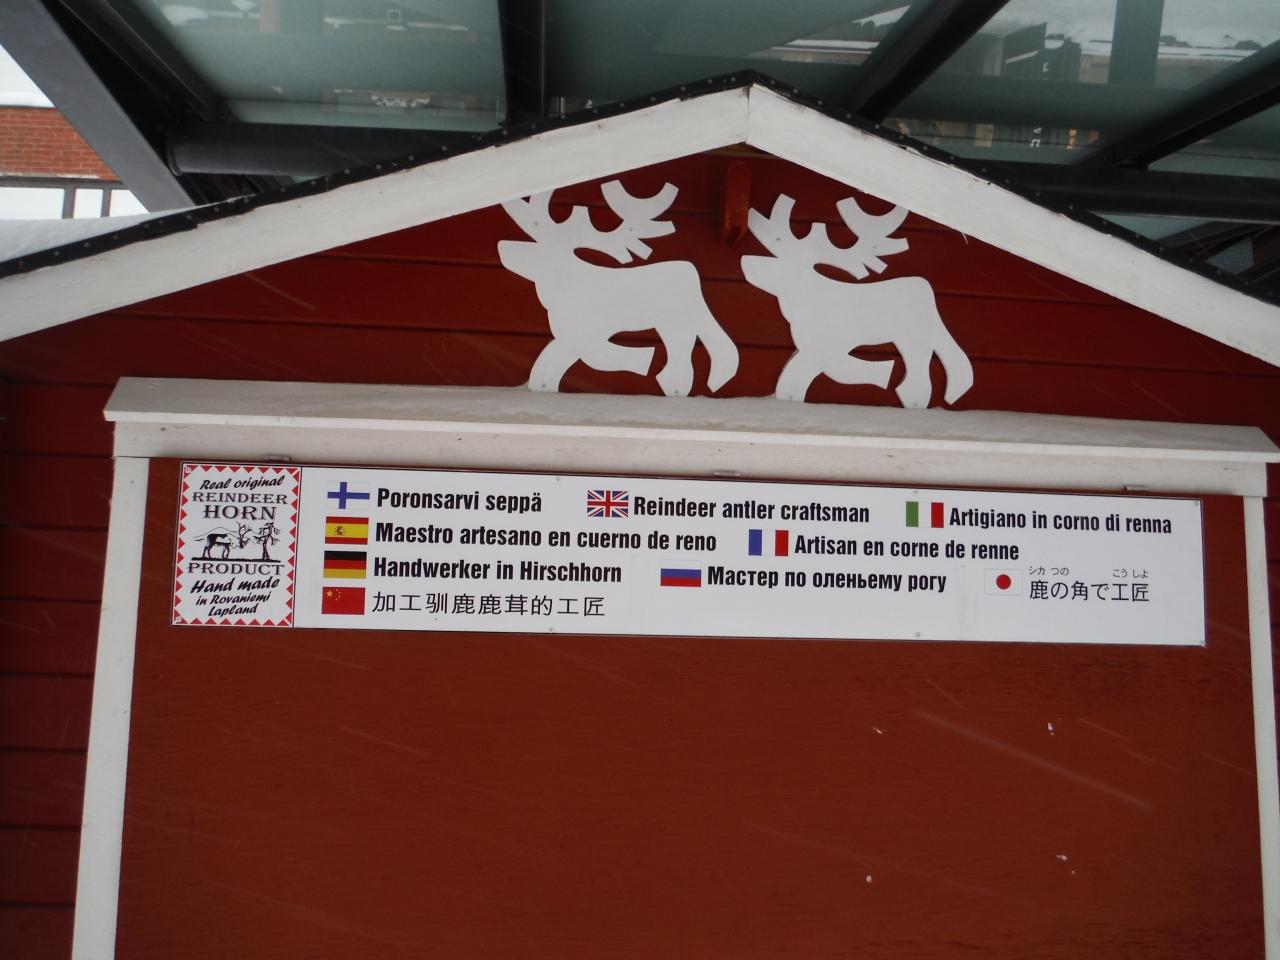 Real original
REINDEER
HORN
PRODUCT
Hand made
in Rovaniemi
Lapland
Poronsarvi seppä Reindeer antler craftsman Artigiano in corno di renna
Maestro artesano en cuerno de reno Artisan en corne de renne
Handwerker in Hirschhorn Мастер по оленьему рогу 鹿の角で工匠
シカ つの こう しょ
加工驯鹿鹿茸的工匠